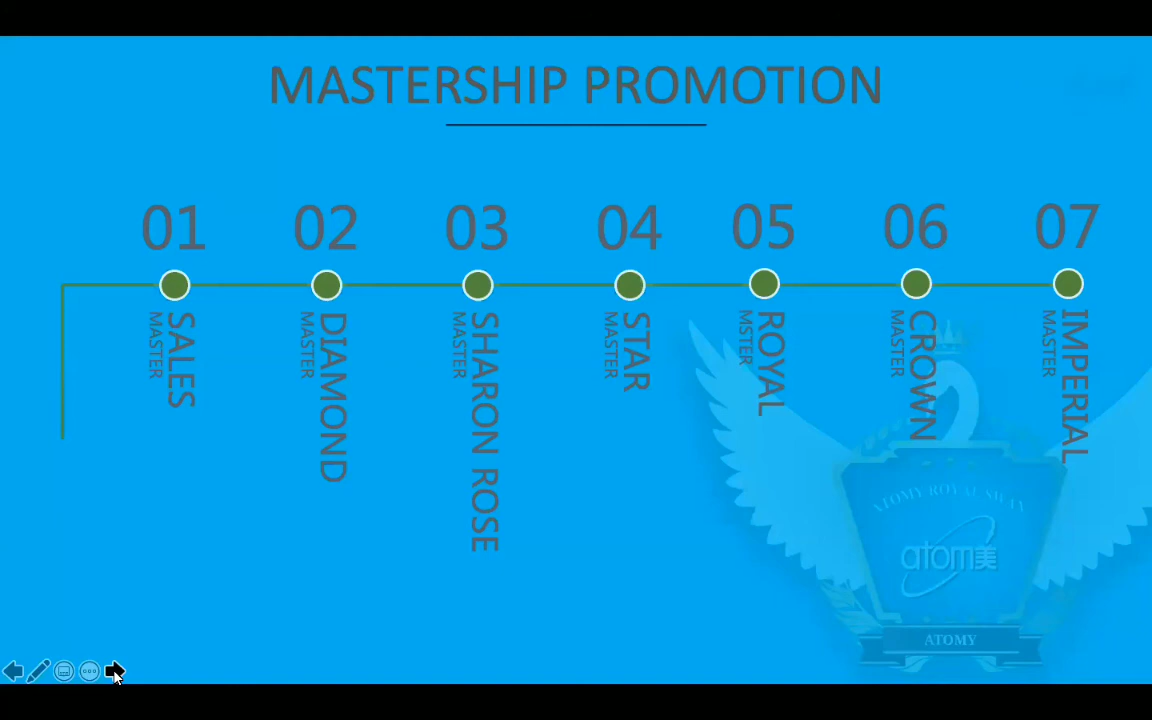 MASTERSHIP PROMOTION
01
02
03
04
05
06
07
SALES
MASTER
DIAMOND
MASTER
SHARON ROSE
MASTER
STAR
MASTER
ROYAL
MSTER
CROWN
MASTER
IMPERIAL
MASTER
ATOMY ROYAL SWAN
atom美
ATOMY